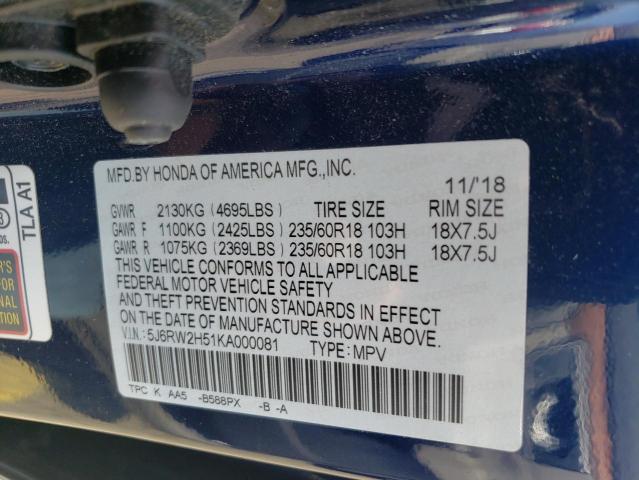 MFD.BY HONDA OF AMERICA MFG.,INC.
11/'18
GVWR 2130KG (4695LBS) TIRE SIZE RIM SIZE
GAWR F 1100KG (2425LBS) 235/60R18 103H 18X7.5J
GAWR R 1075KG (2369LBS) 235/60R18 103H 18X7.5J
THIS VEHICLE CONFORMS TO ALL APPLICABLE
FEDERAL MOTOR VEHICLE SAFETY
AND THEFT PREVENTION STANDARDS IN EFFECT
ON THE DATE OF MANUFACTURE SHOWN ABOVE.
V.I.N.: 5J6RW2H51KA000081 TYPE: MPV
TPC K AA5 -B588PX -B -A
TLA A1